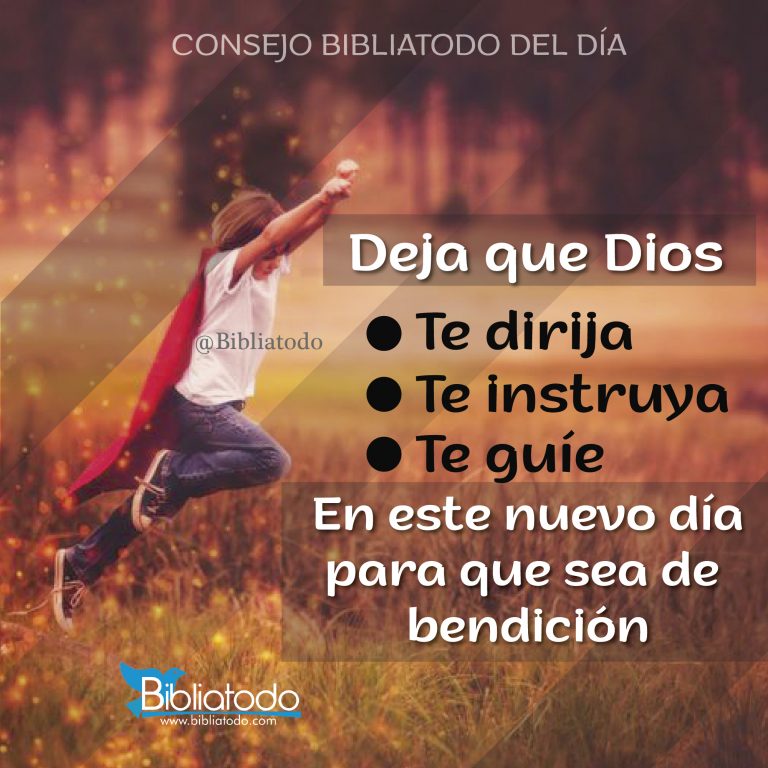 CONSEJO BIBLIATODO DEL DÍA
Deja que Dios
● Te dirija
@Bibliatodo
● Te instruya
● Te guíe
En este nuevo día
para que sea de
bendición
Bibliatodo
www.bibliatodo.com